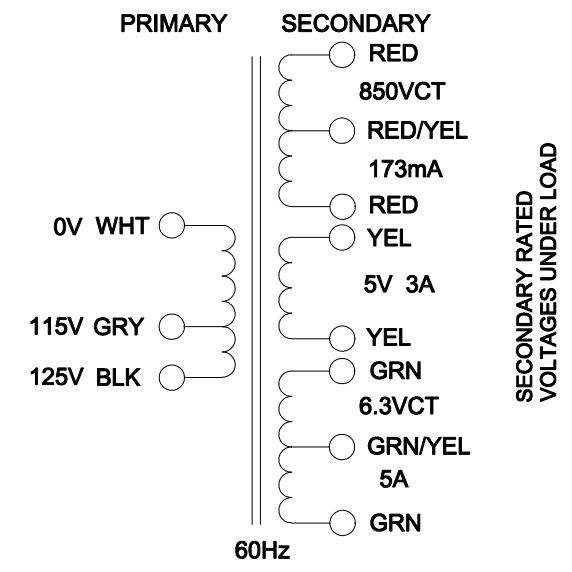 PRIMARY
0V WHT
115V GRY
125V BLK
SECONDARY
RED
850VCT
RED/YEL
173mA
RED
YEL
5V 3A
YEL
GRN
6.3VCT
GRN/YEL
5A
GRN
60Hz
SECONDARY RATED
VOLTAGES UNDER LOAD